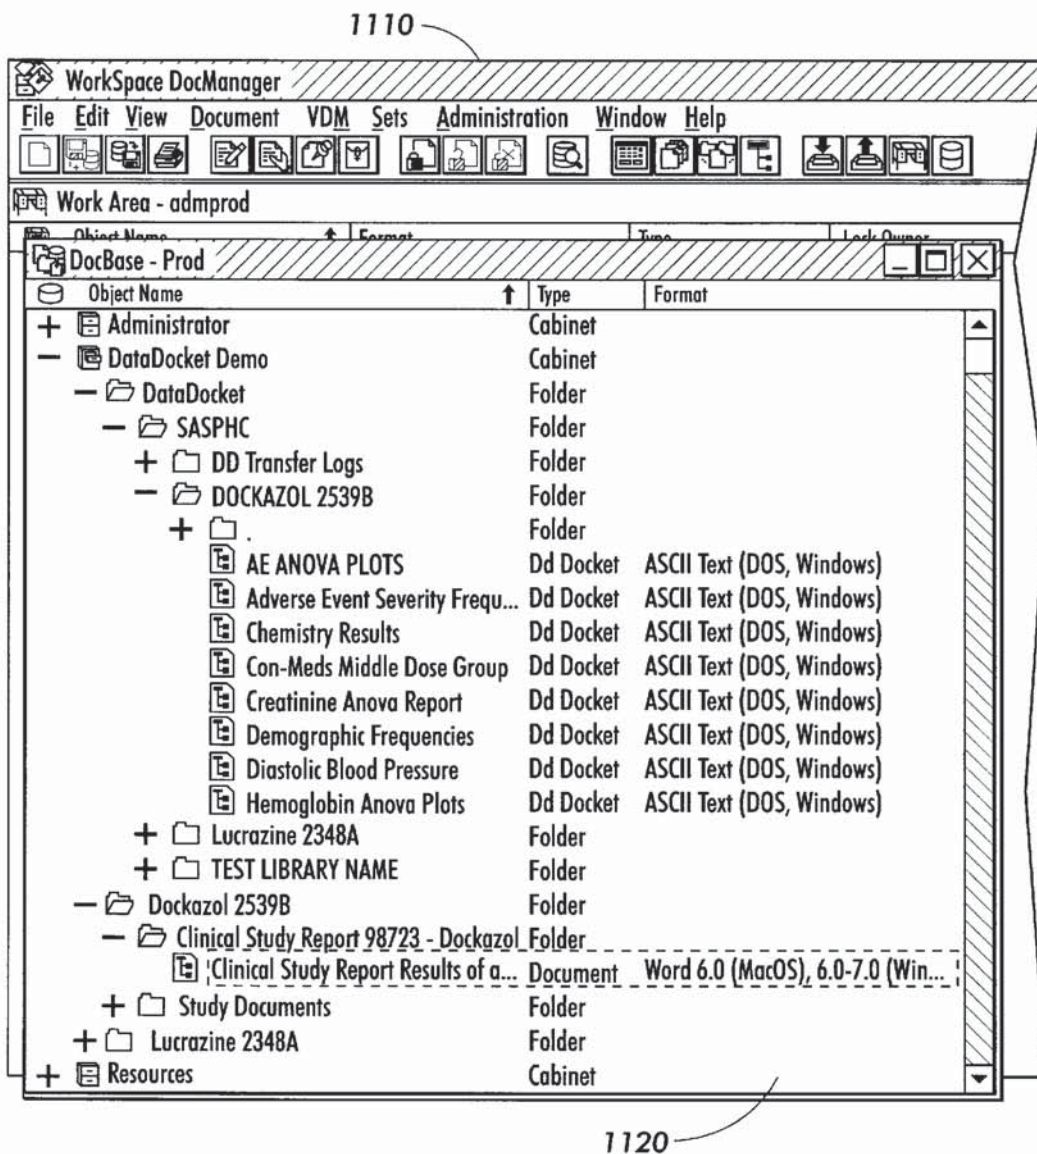 1110
WorkSpace DocManager
File Edit View Document VDM Sets Administration Window Help
Work Area - admprod
Object Name Format Type Lock Owner
DocBase - Prod
Object Name Type Format
+ Administrator Cabinet
— DataDocket Demo Cabinet
— DataDocket Folder
— SASPHC Folder
+ DD Transfer Logs Folder
— DOCKAZOL 2539B Folder
+ . Folder
AE ANOVA PLOTS Dd Docket ASCII Text (DOS, Windows)
Adverse Event Severity Frequ... Dd Docket ASCII Text (DOS, Windows)
Chemistry Results Dd Docket ASCII Text (DOS, Windows)
Con-Meds Middle Dose Group Dd Docket ASCII Text (DOS, Windows)
Creatinine Anova Report Dd Docket ASCII Text (DOS, Windows)
Demographic Frequencies Dd Docket ASCII Text (DOS, Windows)
Diastolic Blood Pressure Dd Docket ASCII Text (DOS, Windows)
Hemoglobin Anova Plots Dd Docket ASCII Text (DOS, Windows)
+ Lucrazine 2348A Folder
+ TEST LIBRARY NAME Folder
— Dockazol 2539B Folder
— Clinical Study Report 98723 - Dockazol Folder
Clinical Study Report Results of a... Document Word 6.0 (MacOS), 6.0-7.0 (Win...
+ Study Documents Folder
+ Lucrazine 2348A Folder
+ Resources Cabinet
1120